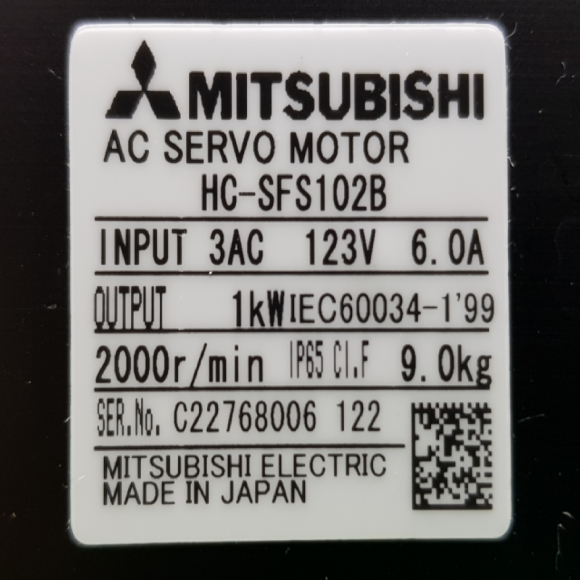 MITSUBISHI
AC SERVO MOTOR
HC-SFS102B
INPUT 3AC 123V 6.0A
OUTPUT 1kW IEC60034-1'99
2000r/min IP65 CI.F 9.0kg
SER.No. C22768006 122
MITSUBISHI ELECTRIC
MADE IN JAPAN